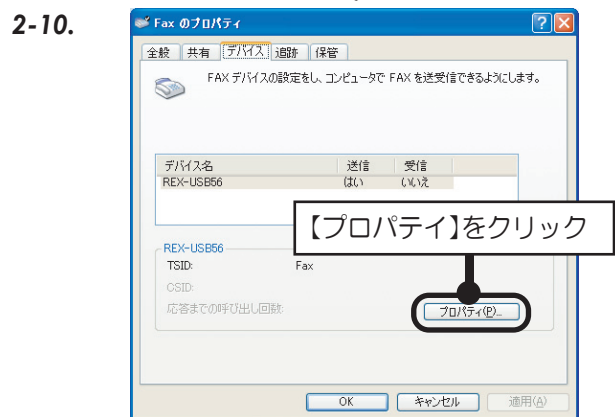 2-10.
Fax のプロパティ
全般 共有 デバイス 追跡 保管
FAX デバイスの設定をし、コンピュータで FAX を送受信できるようにします。
デバイス名 送信 受信
REX-USB56 はい いいえ
【プロパテイ】をクリック
REX-USB56
TSID: Fax
CSID:
応答までの呼び出し回数:
プロパティ(P)...
OK キャンセル 適用(A)